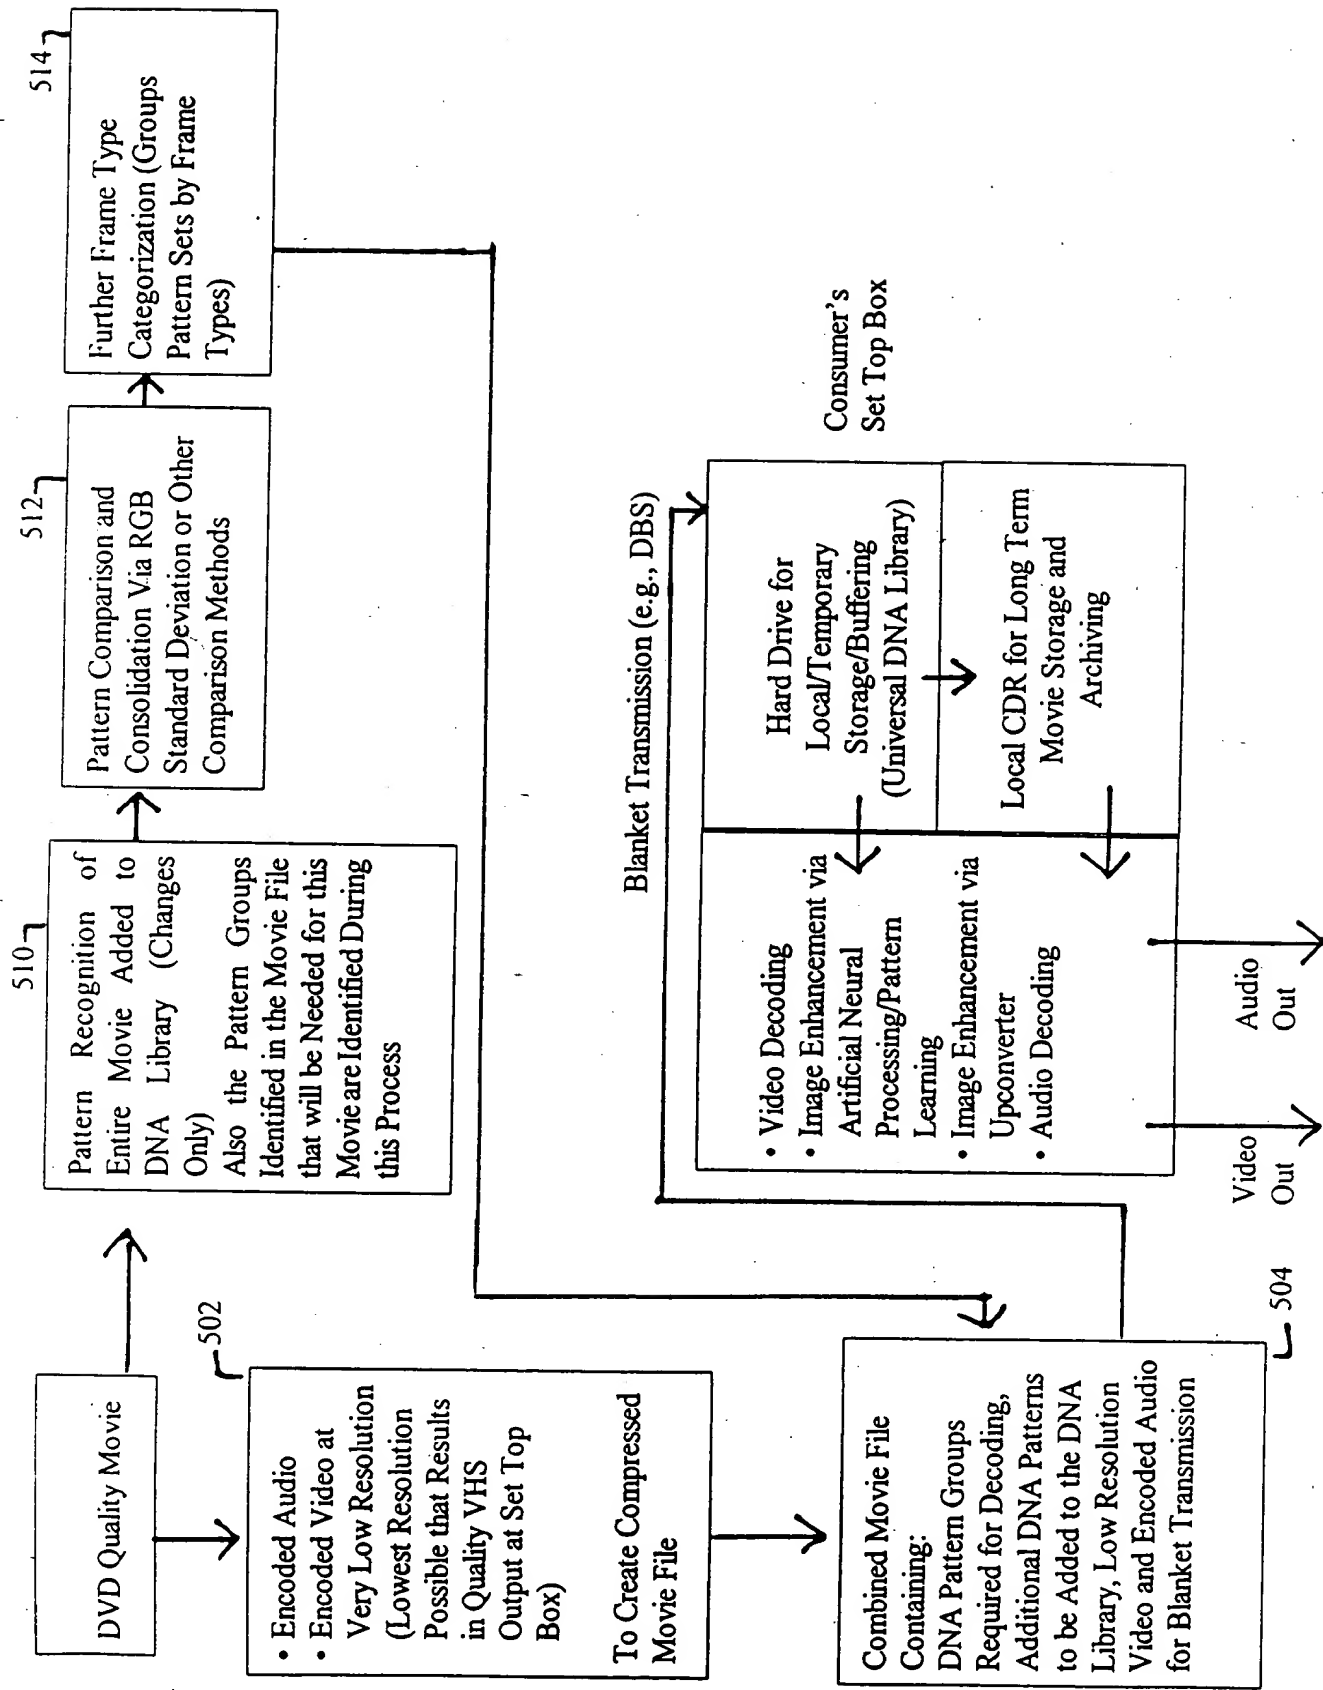 DVD Quality Movie
510
Pattern Recognition of
Entire Movie Added to
DNA Library (Changes
Only)
Also the Pattern Groups
Identified in the Movie File
that will be Needed for this
Movie are Identified During
this Process
512
Pattern Comparison and
Consolidation Via RGB
Standard Deviation or Other
Comparison Methods
514
Further Frame Type
Categorization (Groups
Pattern Sets by Frame
Types)
502
• Encoded Audio
• Encoded Video at
Very Low Resolution
(Lowest Resolution
Possible that Results
in Quality VHS
Output at Set Top
Box)
To Create Compressed
Movie File
504
Combined Movie File
Containing:
DNA Pattern Groups
Required for Decoding,
Additional DNA Patterns
to be Added to the DNA
Library, Low Resolution
Video and Encoded Audio
for Blanket Transmission
Blanket Transmission (e.g., DBS)
Consumer's
Set Top Box
• Video Decoding
• Image Enhancement via
Artificial Neural
Processing/Pattern
Learning
• Image Enhancement via
Upconverter
• Audio Decoding
Hard Drive for
Local/Temporary
Storage/Buffering
(Universal DNA Library)
Local CDR for Long Term
Movie Storage and
Archiving
Video
Out
Audio
Out